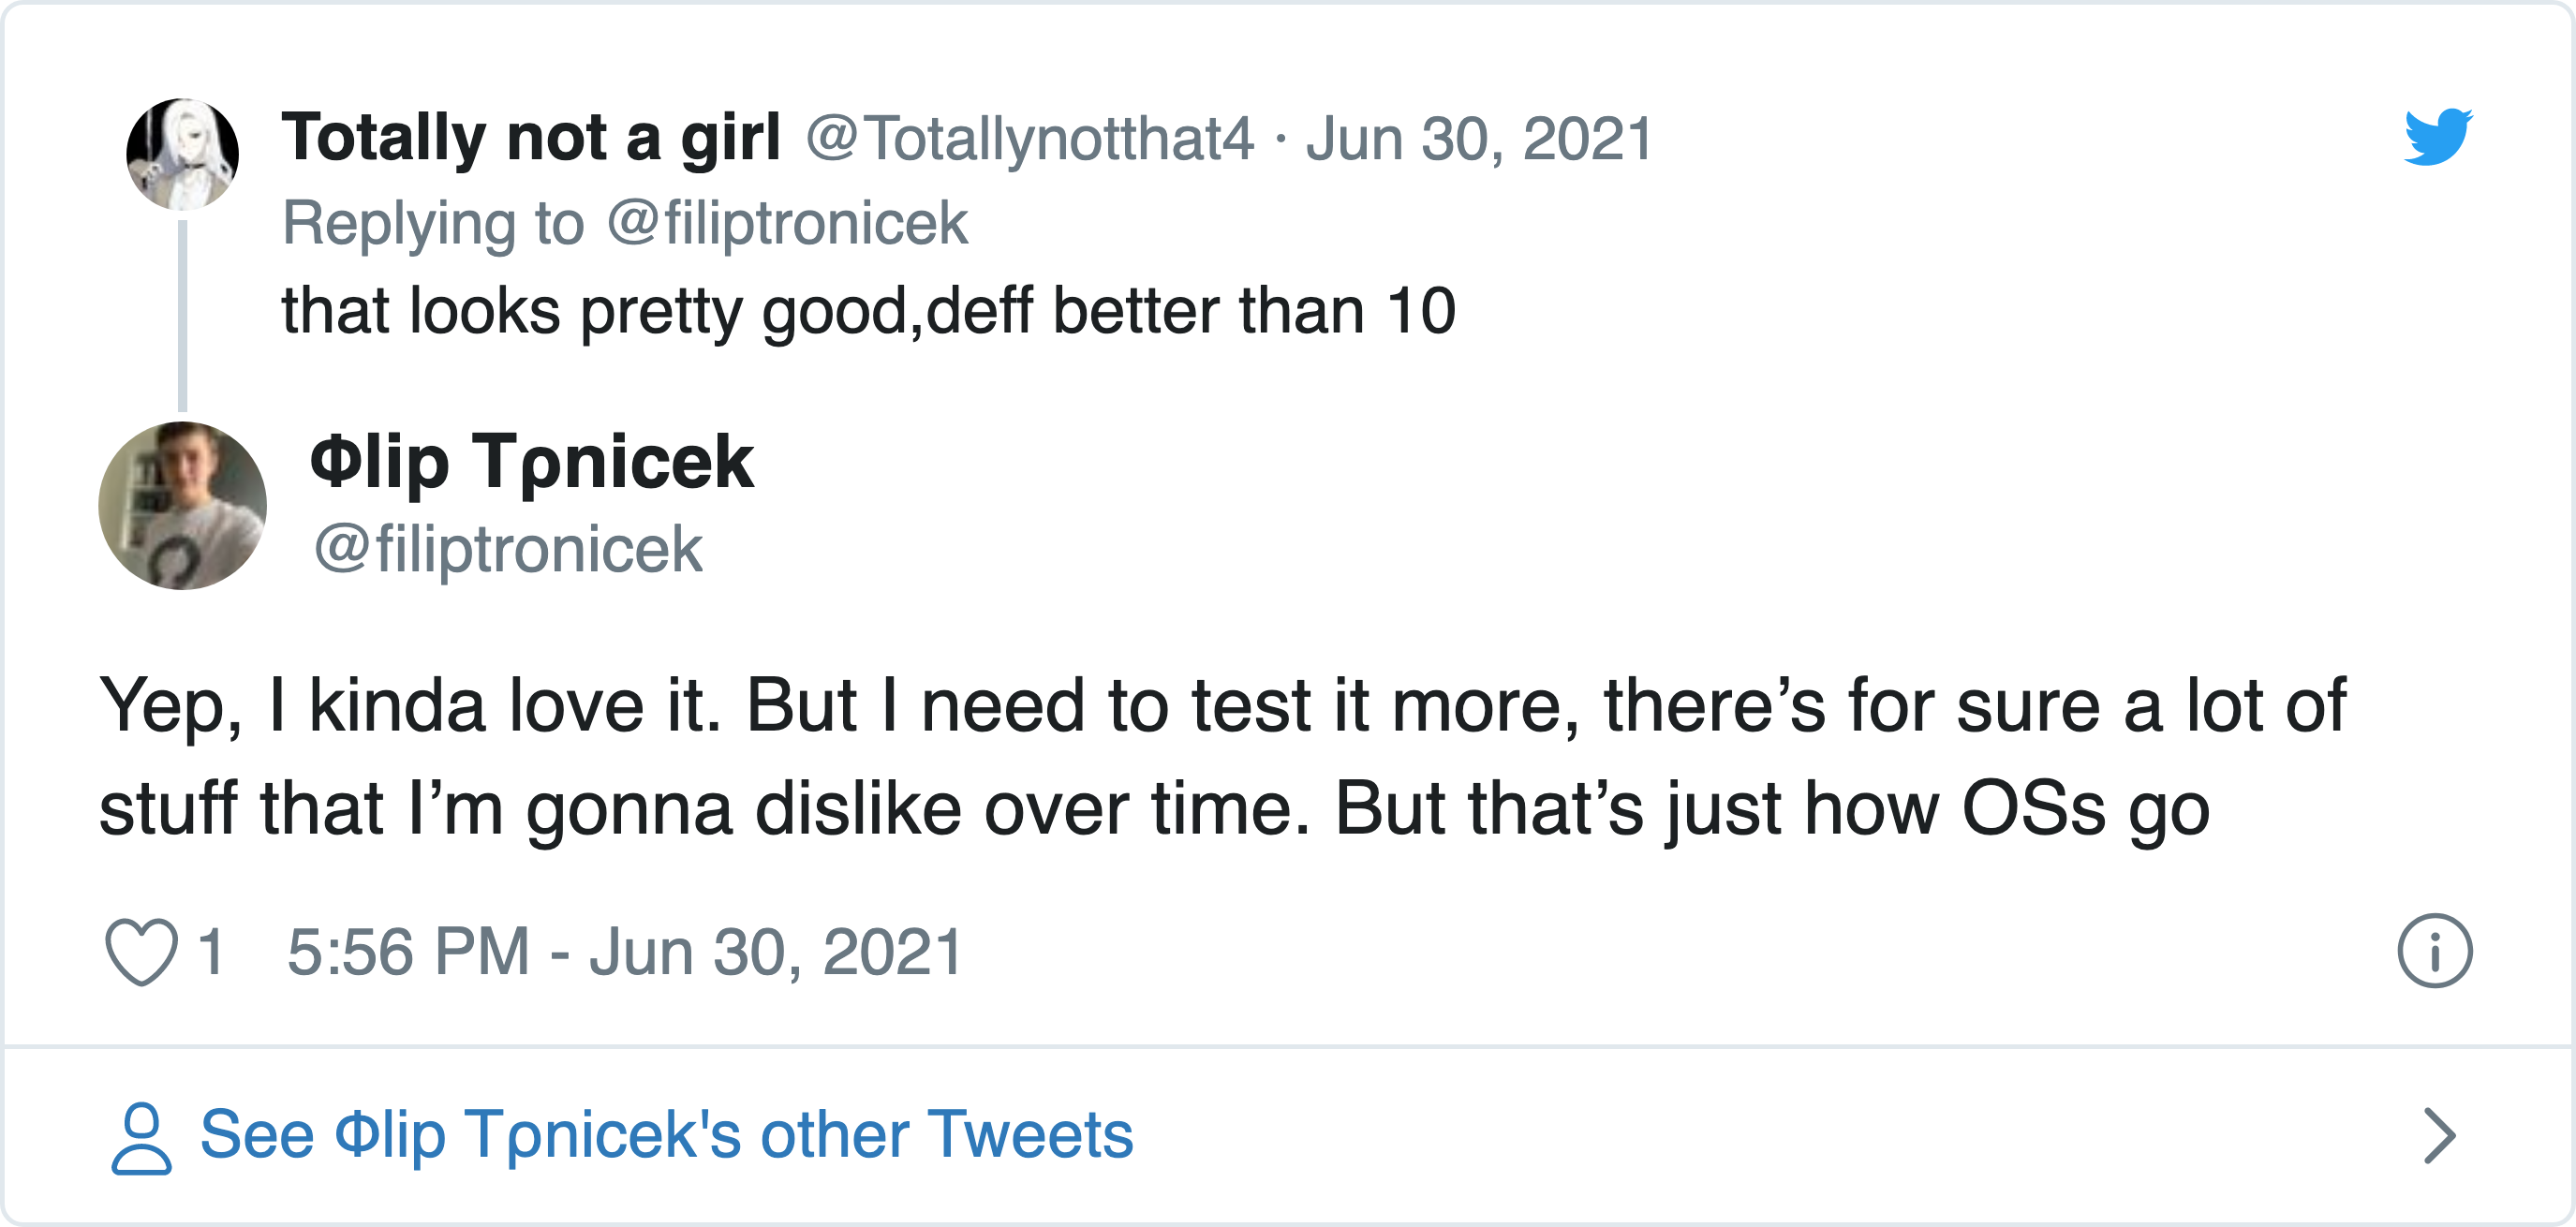 Totally not a girl @Totallynotthat4 · Jun 30, 2021
Replying to @filiptronicek
that looks pretty good,deff better than 10
Φlip Tρnicek
@filiptronicek
Yep, I kinda love it. But I need to test it more, there’s for sure a lot of
stuff that I’m gonna dislike over time. But that’s just how OSs go
1 5:56 PM - Jun 30, 2021
See Φlip Tρnicek's other Tweets